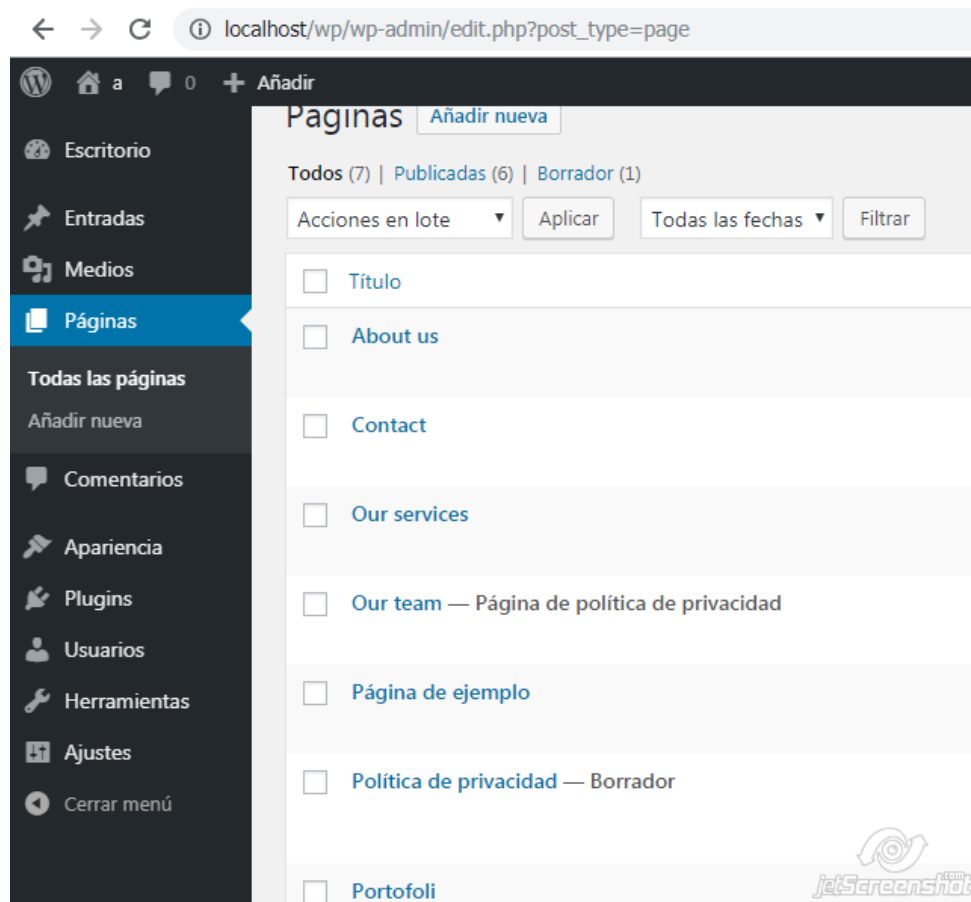 localhost/wp/wp-admin/edit.php?post_type=page
a 0 Añadir
Páginas Añadir nueva
Escritorio
Todos (7) | Publicadas (6) | Borrador (1)
Entradas
Acciones en lote Aplicar Todas las fechas Filtrar
Medios
Título
Páginas
About us
Todas las páginas
Añadir nueva
Contact
Comentarios
Our services
Apariencia
Plugins
Our team — Página de política de privacidad
Usuarios
Herramientas
Página de ejemplo
Ajustes
Política de privacidad — Borrador
Cerrar menú
Portofoli
jetScreenshot.com